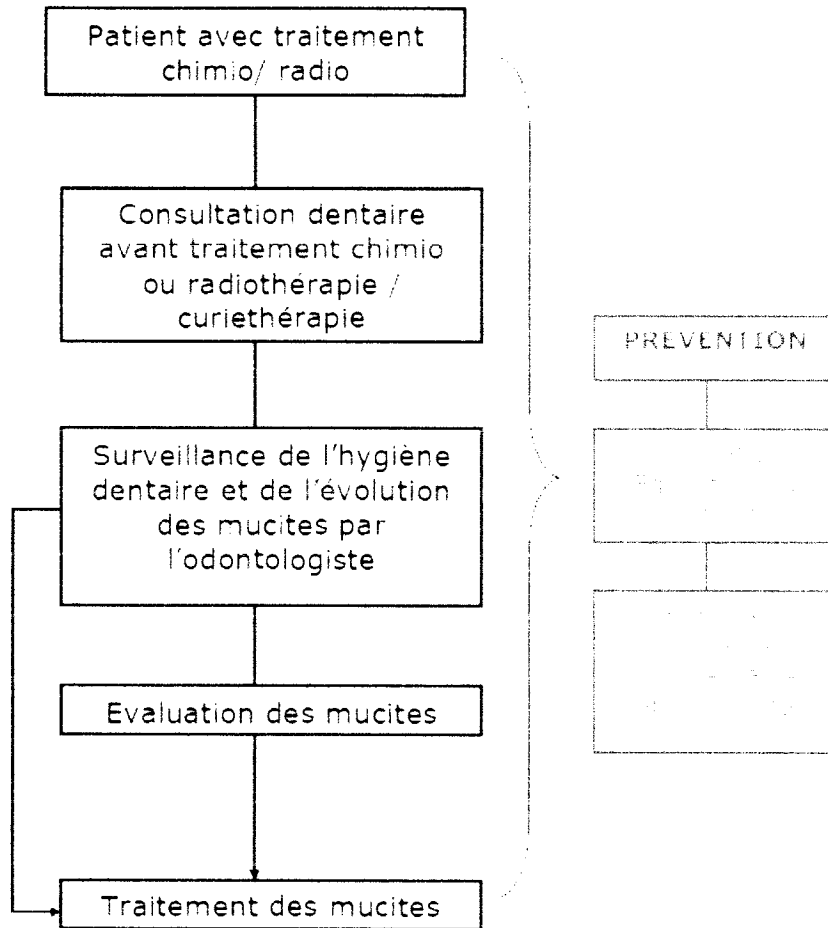 Patient avec traitement
chimio/ radio
Consultation dentaire
avant traitement chimio
ou radiothérapie /
curiethérapie
Surveillance de l'hygiène
dentaire et de l'évolution
des mucites par
l'odontologiste
Evaluation des mucites
Traitement des mucites
PREVENTION